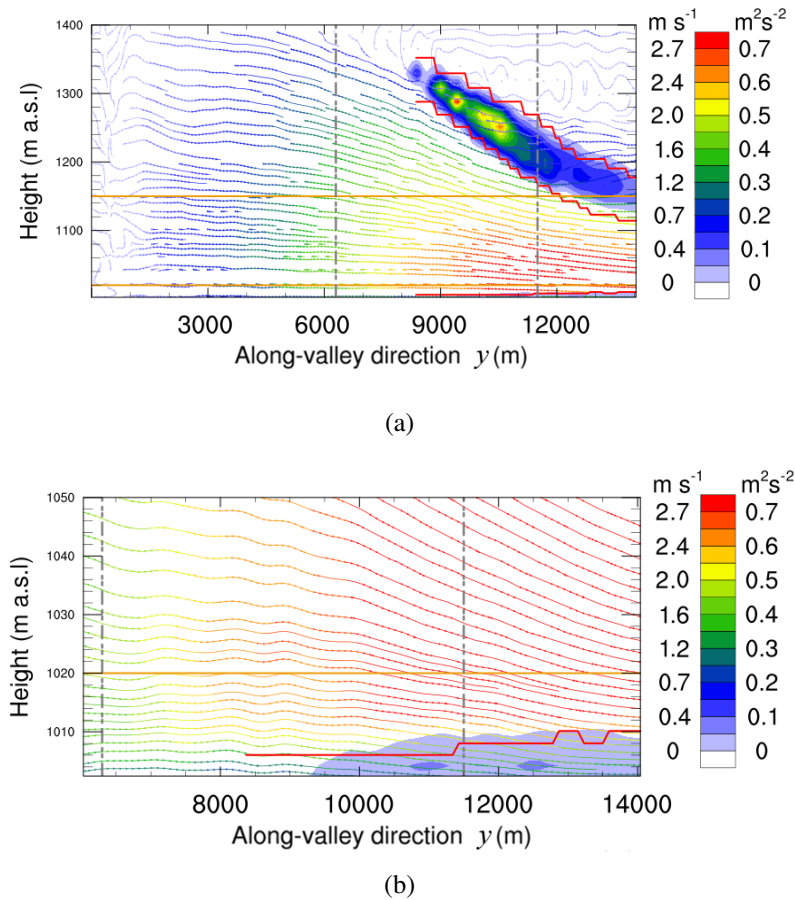 m s-1 m2s-2
1400
1300
1200
1100
Height (m a.s.l)
3000 6000 9000 12000
Along-valley direction y (m)
2.7 0.7
2.4 0.6
2.0 0.5
1.6 0.4
1.2 0.3
0.7 0.2
0.4 0.1
0 0
(a)
m s-1 m2s-2
1050
1040
1030
1020
1010
Height (m a.s.l)
8000 10000 12000 14000
Along-valley direction y (m)
2.7 0.7
2.4 0.6
2.0 0.5
1.6 0.4
1.2 0.3
0.7 0.2
0.4 0.1
0 0
(b)